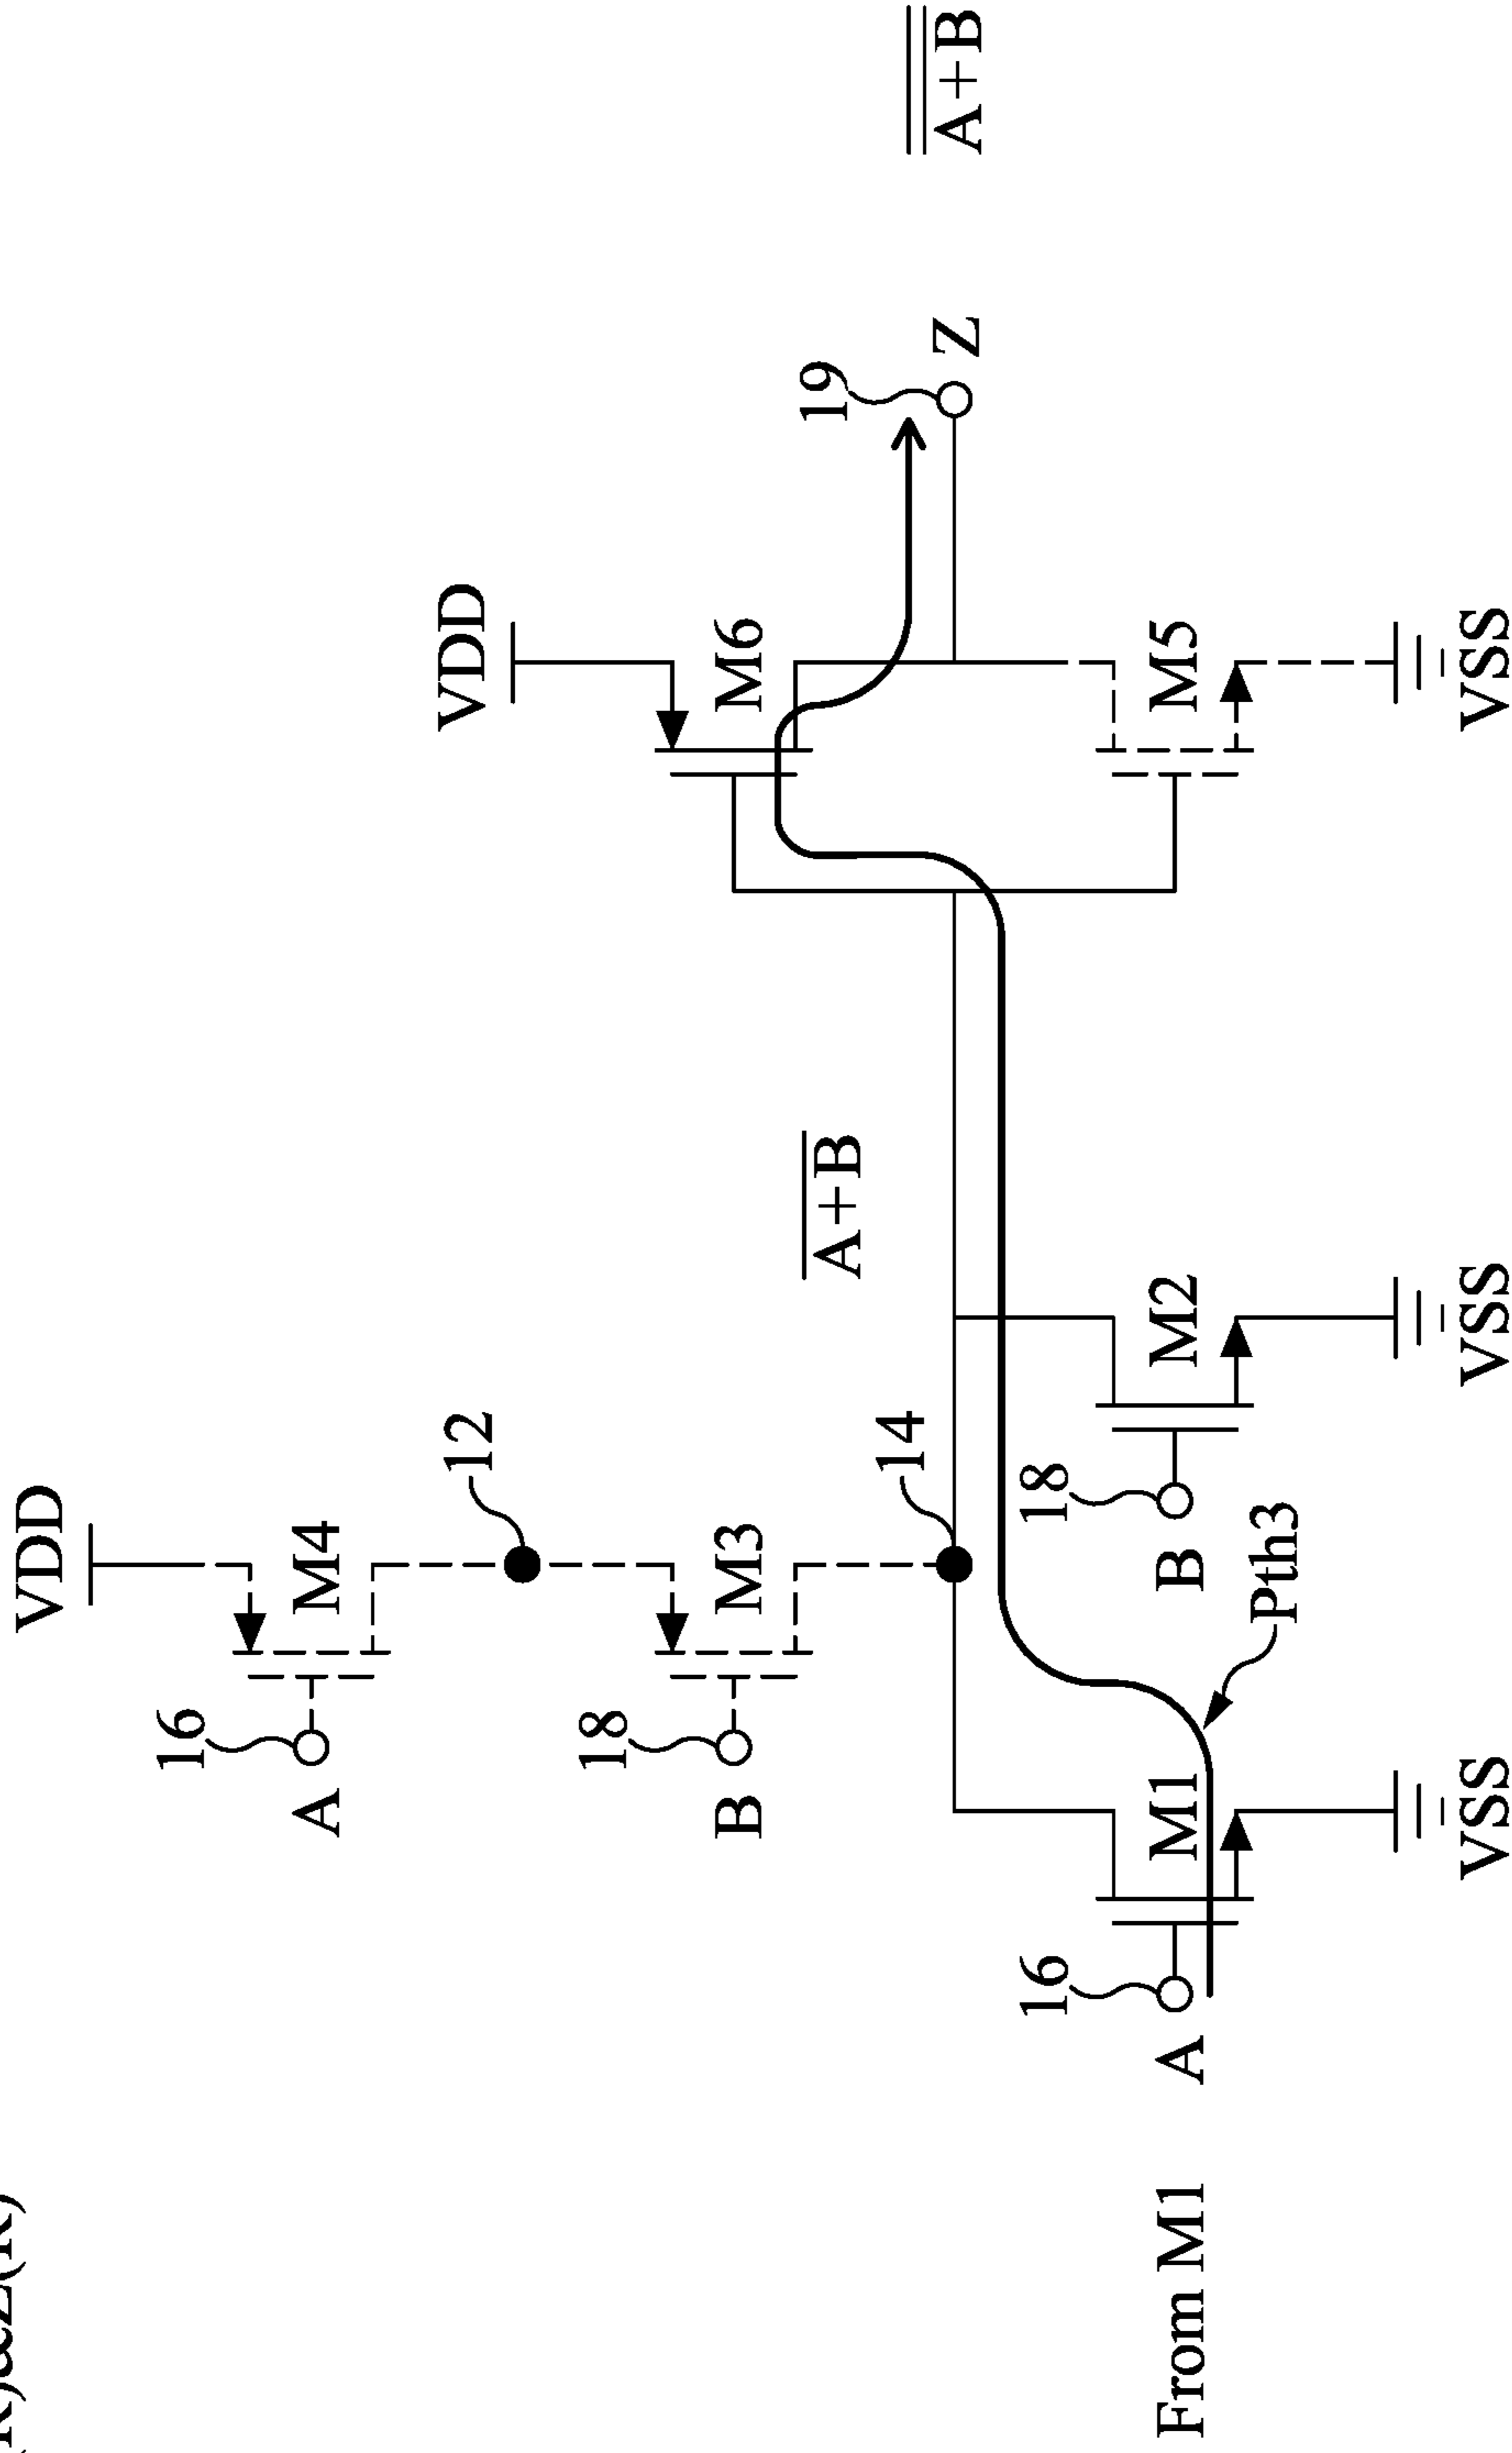 VDD
16
A M4
12
VDD
18
B M3
M6
A̅+̅B̅
19
14
Z
A̿+̿B̿
16
18
From M1
A
M1
B
M2
M5
Pth3
VSS
VSS
VSS